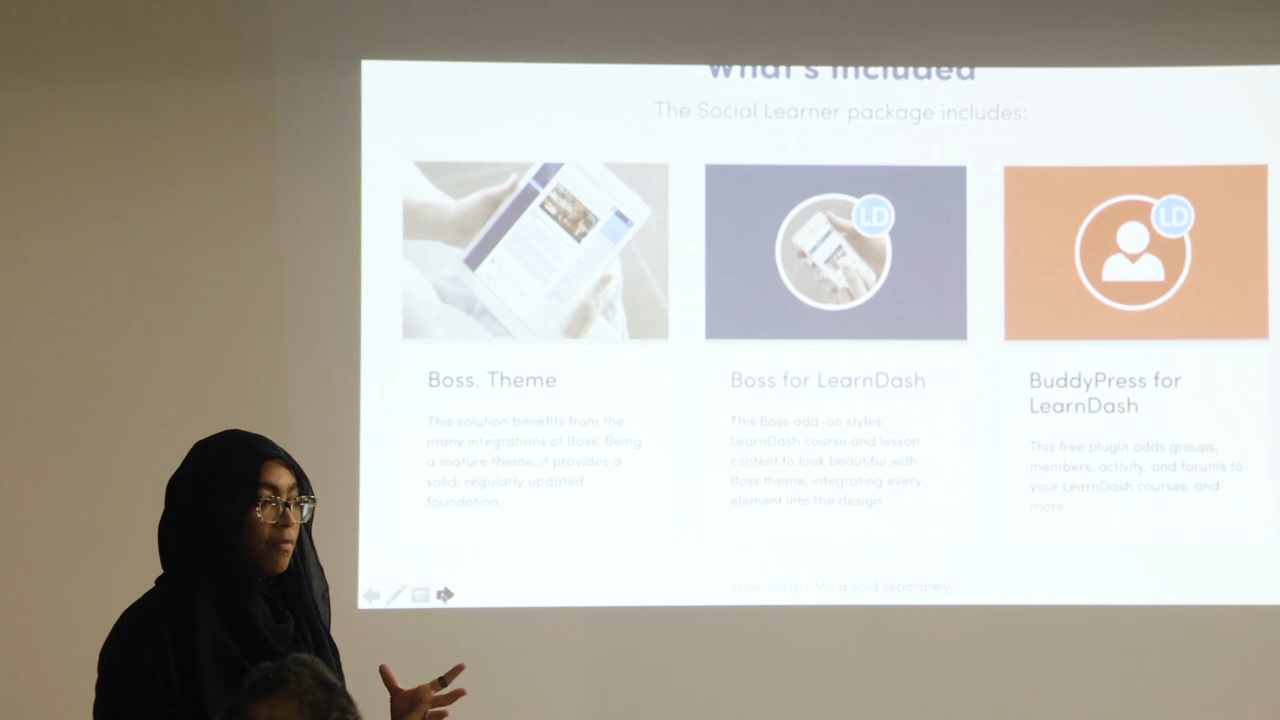 What's Included
The Social Learner package includes:
LD
LD
Boss. Theme
This solution benefits from the
many integrations of Boss. Being
a mature theme, it provides a
solid, regularly updated
foundation.
Boss for LearnDash
This Boss add-on styles
LearnDash course and lesson
content to look beautiful with
Boss theme, integrating every
element into the design.
BuddyPress for
LearnDash
This free plugin adds groups,
members, activity, and forums to
your LearnDash courses, and
more.
LearnDash LMS is sold separately.